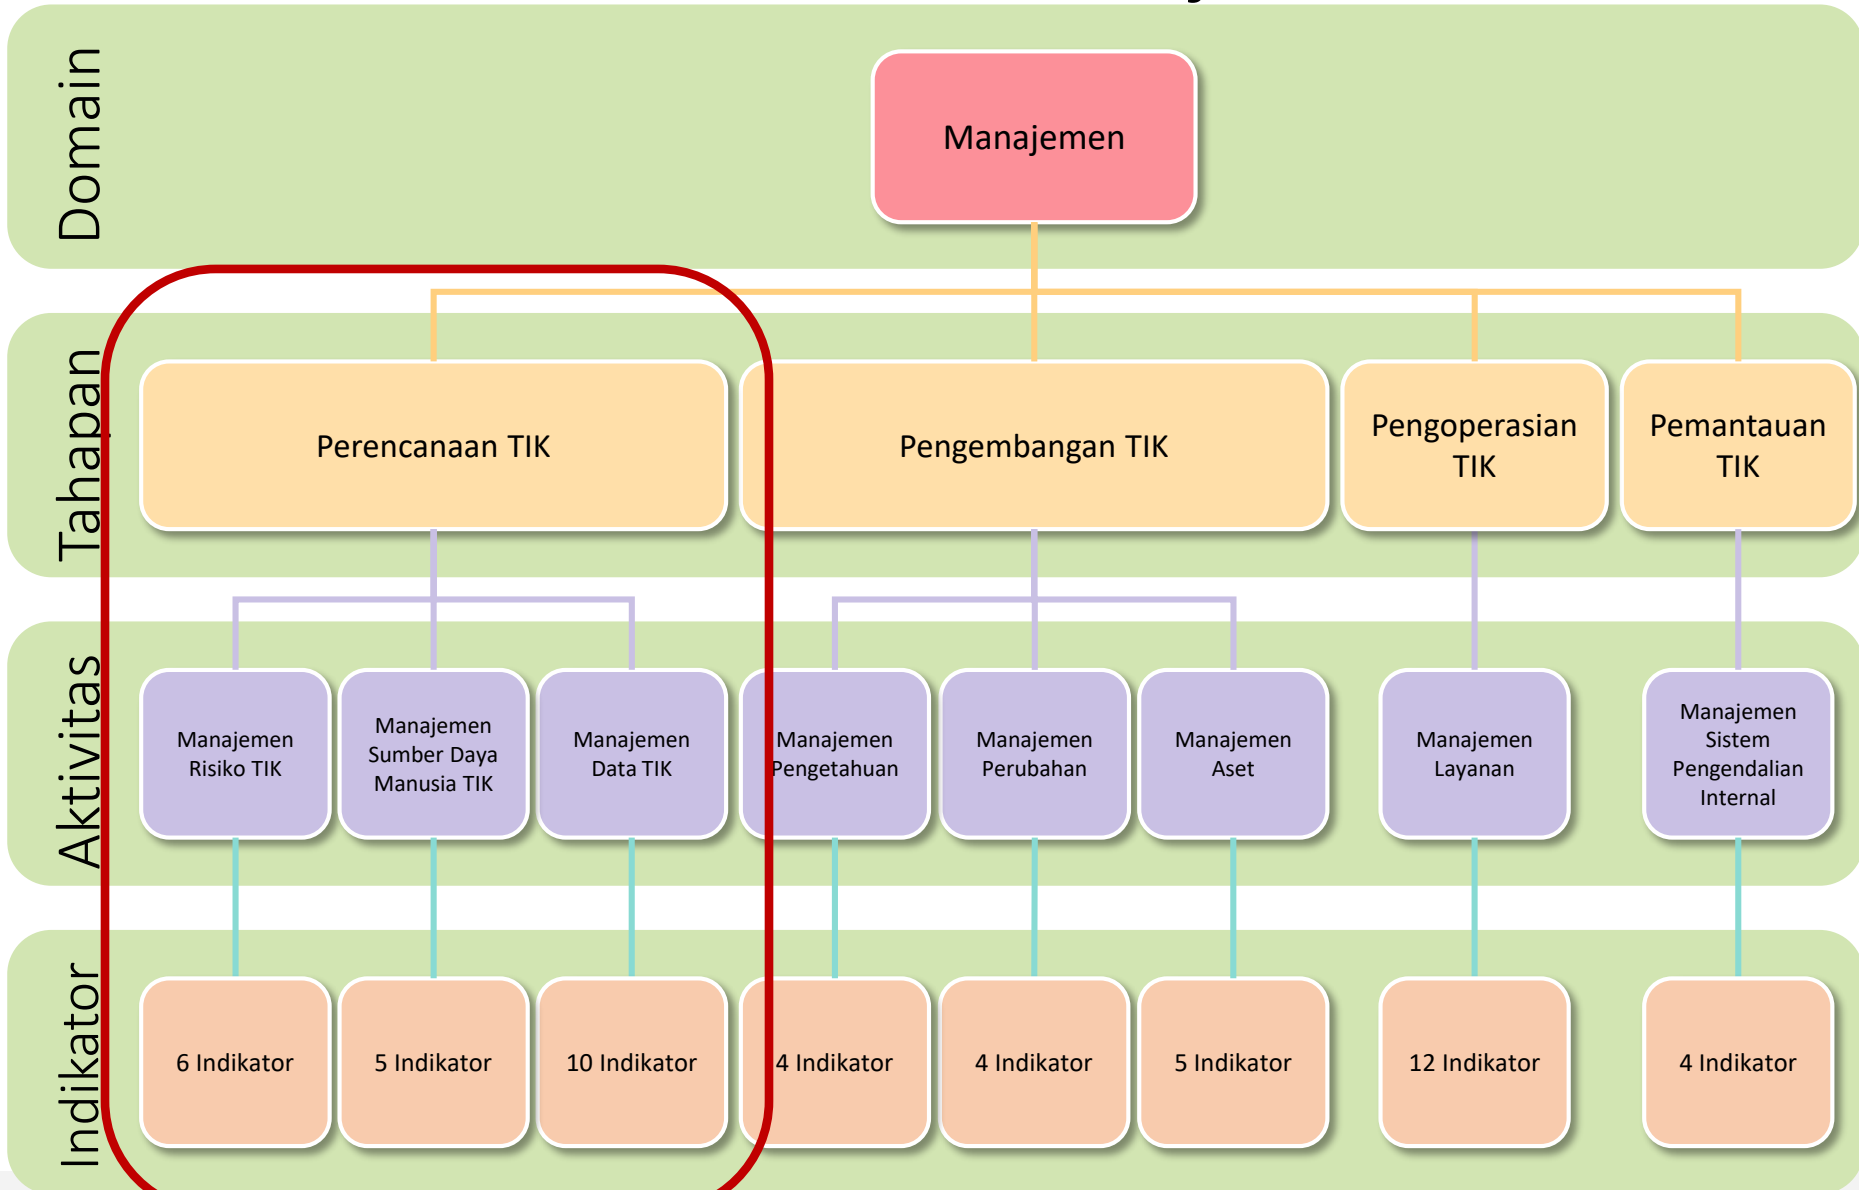 Domain
Manajemen
Tahapan
Perencanaan TIK
Pengembangan TIK
Pengoperasian
TIK
Pemantauan
TIK
Aktivitas
Manajemen
Risiko TIK
Manajemen
Sumber Daya
Manusia TIK
Manajemen
Data TIK
Manajemen
Pengetahuan
Manajemen
Perubahan
Manajemen
Aset
Manajemen
Layanan
Manajemen
Sistem
Pengendalian
Internal
Indikator
6 Indikator
5 Indikator
10 Indikator
4 Indikator
4 Indikator
5 Indikator
12 Indikator
4 Indikator